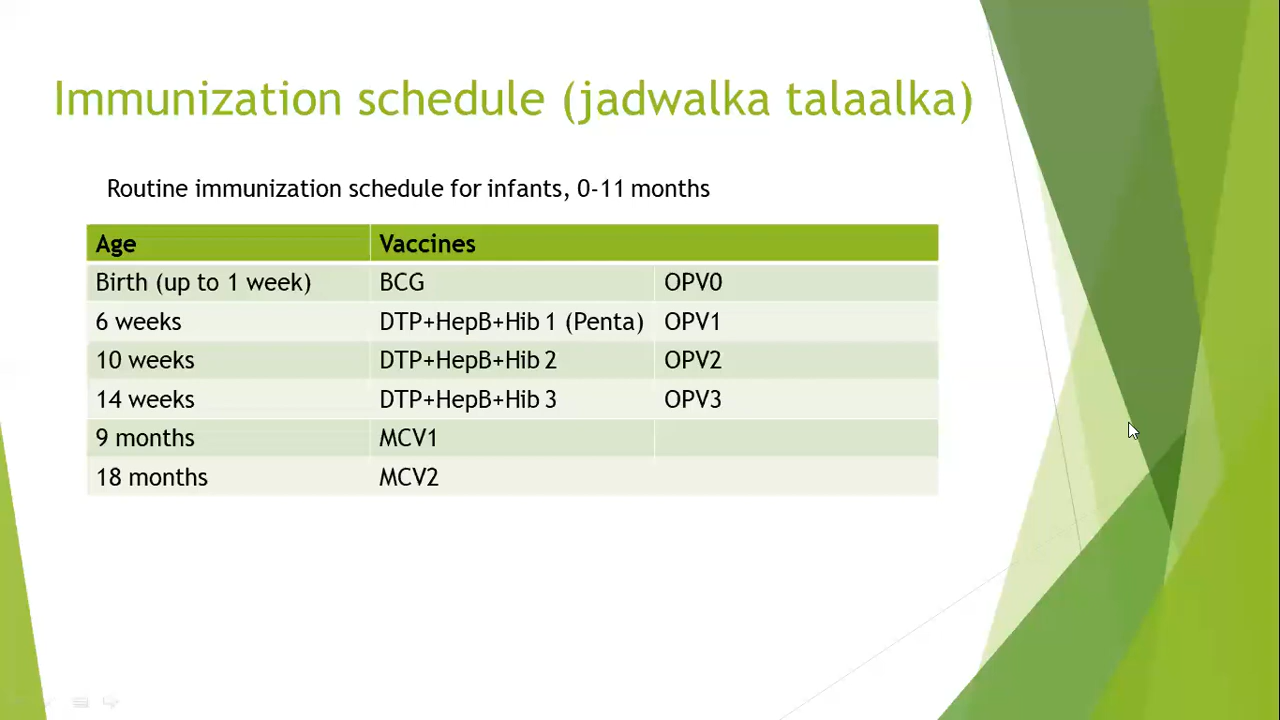 Immunization schedule (jadwalka talaalka)
Routine immunization schedule for infants, 0-11 months
Age Vaccines
Birth (up to 1 week) BCG OPV0
6 weeks DTP+HepB+Hib 1 (Penta) OPV1
10 weeks DTP+HepB+Hib 2 OPV2
14 weeks DTP+HepB+Hib 3 OPV3
9 months MCV1
18 months MCV2